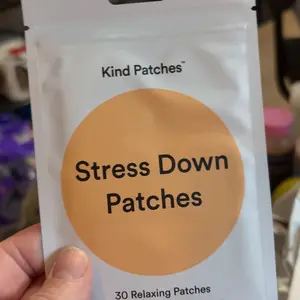 Kind Patches™
Stress Down
Patches
30 Relaxing Patches